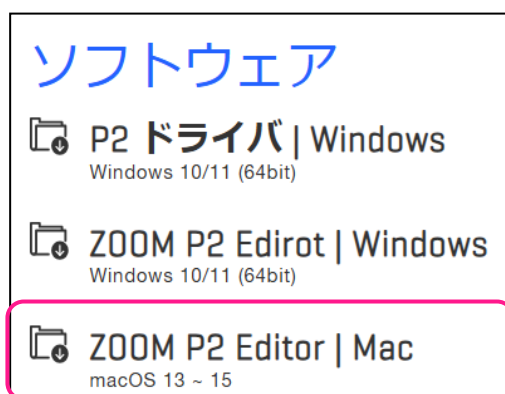 ソフトウェア
P2 ドライバ | Windows
Windows 10/11 (64bit)
ZOOM P2 Edirot | Windows
Windows 10/11 (64bit)
ZOOM P2 Editor | Mac
macOS 13 ~ 15